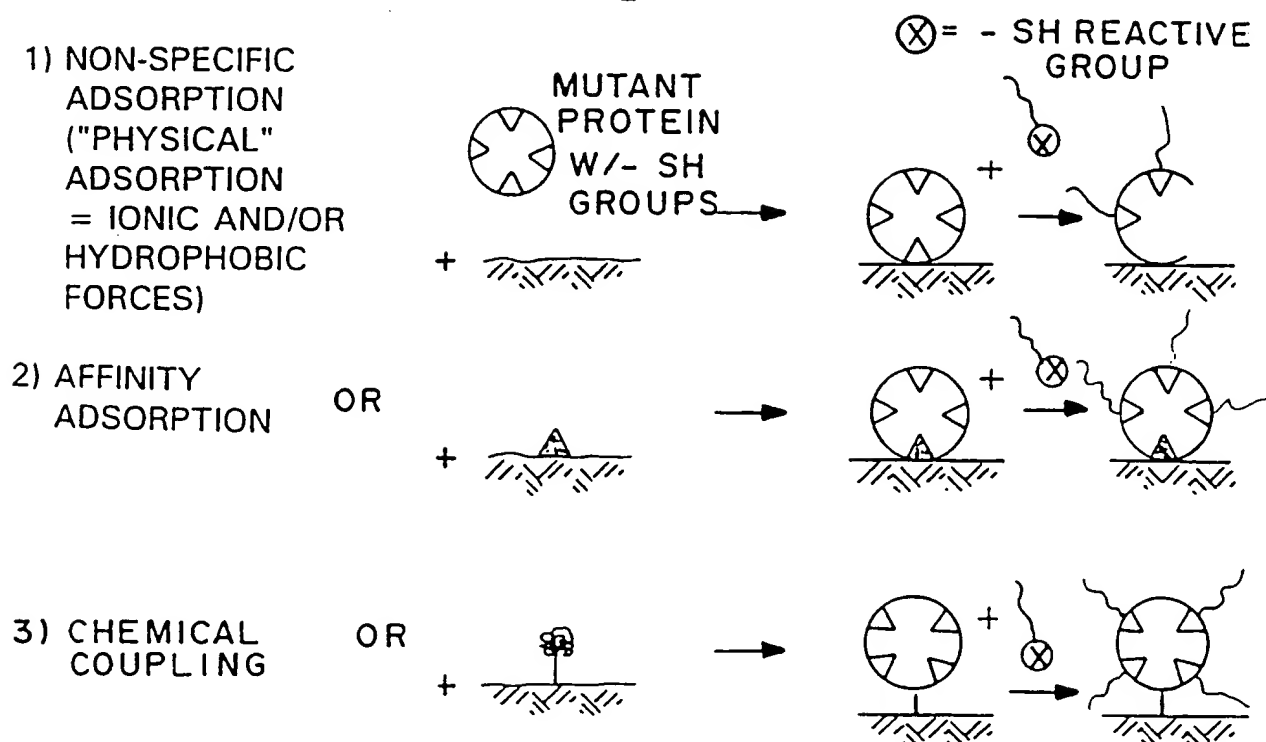 1) NON-SPECIFIC
ADSORPTION
("PHYSICAL"
ADSORPTION
= IONIC AND/OR
HYDROPHOBIC
FORCES)
MUTANT
PROTEIN
W/- SH
GROUPS
+
Ⓧ= - SH REACTIVE
GROUP
+
X
2) AFFINITY
ADSORPTION
OR
+
+
X
3) CHEMICAL
COUPLING
OR
+
+
X